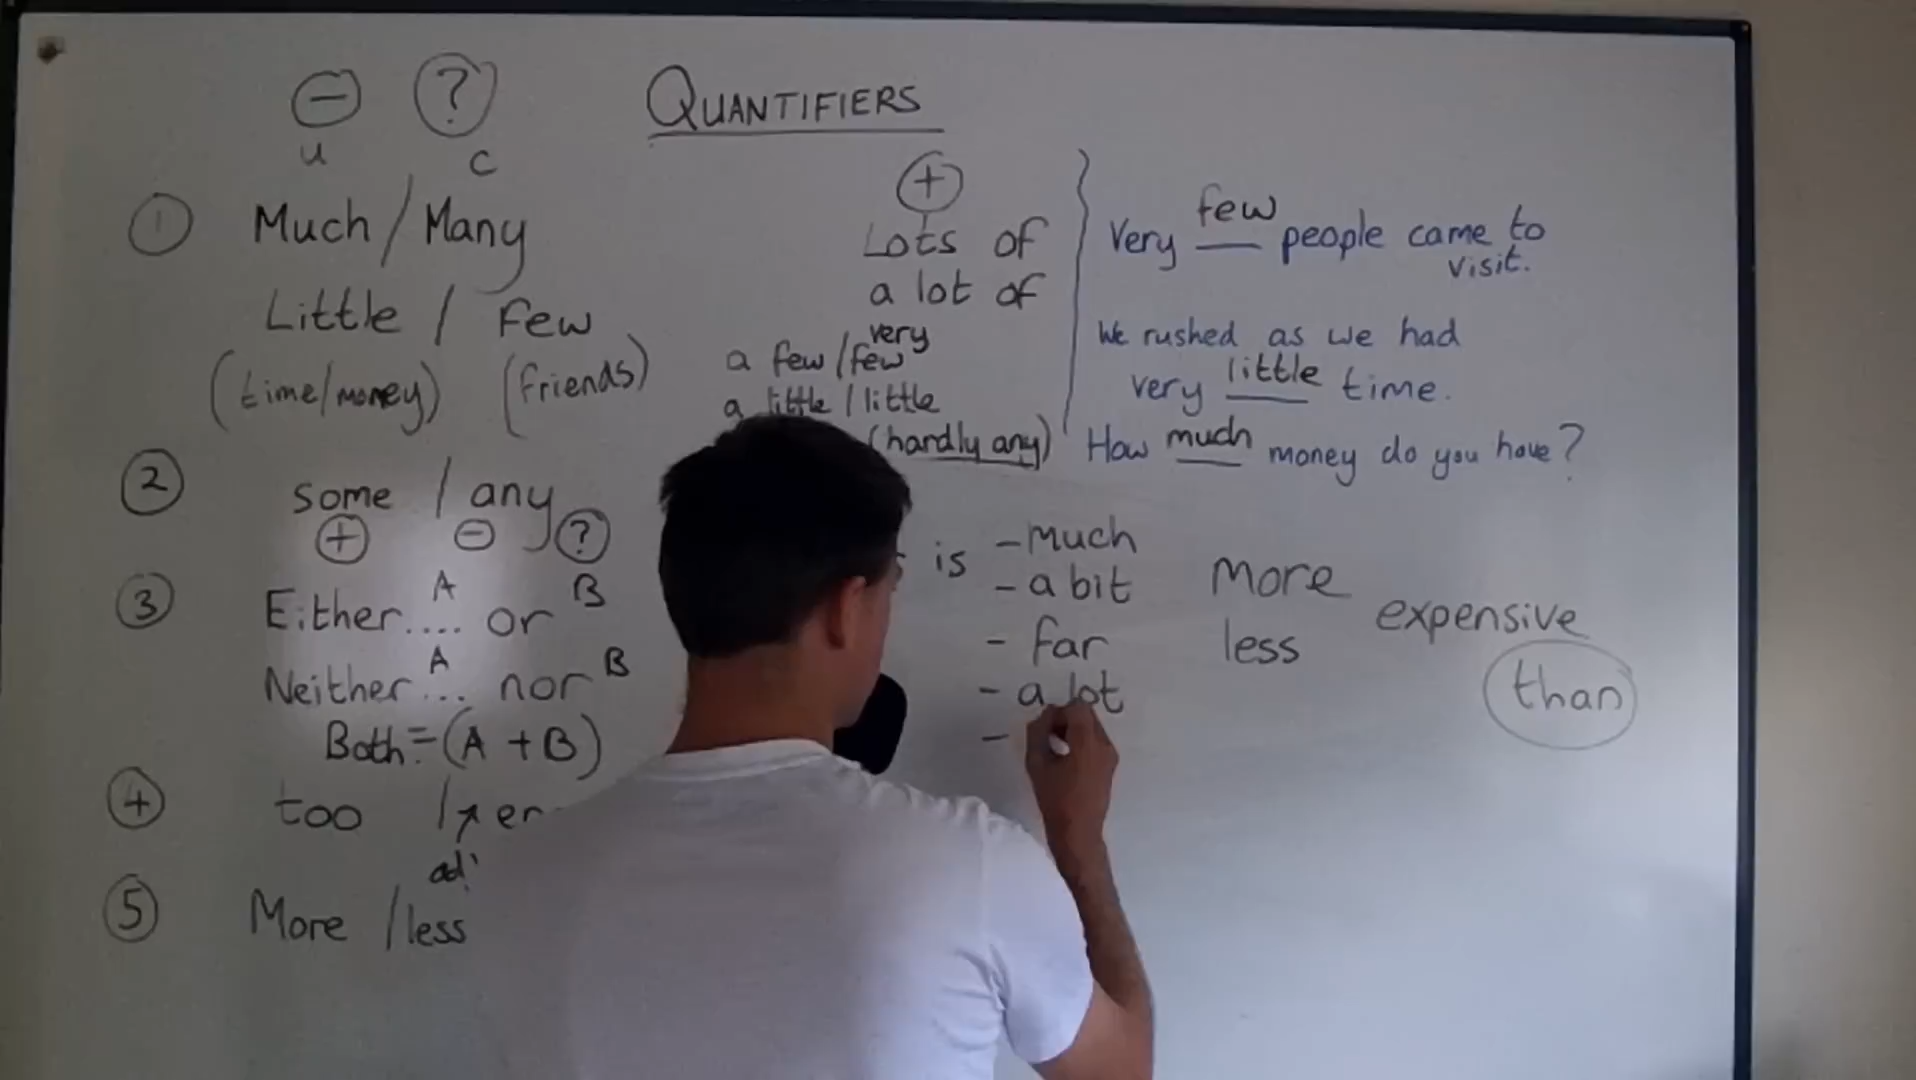 QUANTIFIERS
− ?
u c
1 Much / Many
Little / Few
(time/money) (friends)
+
Lots of
a lot of
very
a few / few
a little / little
(hardly any)
Very few people came to
visit.
We rushed as we had
very little time.
How much money do you have?
2 some / any
+ − ?
3 Either.... A or B
Neither... A nor B
Both = (A + B)
4 too /
adj
5 More / less
is
- much
- a bit
- far
- a lot
-
more
less
expensive
than